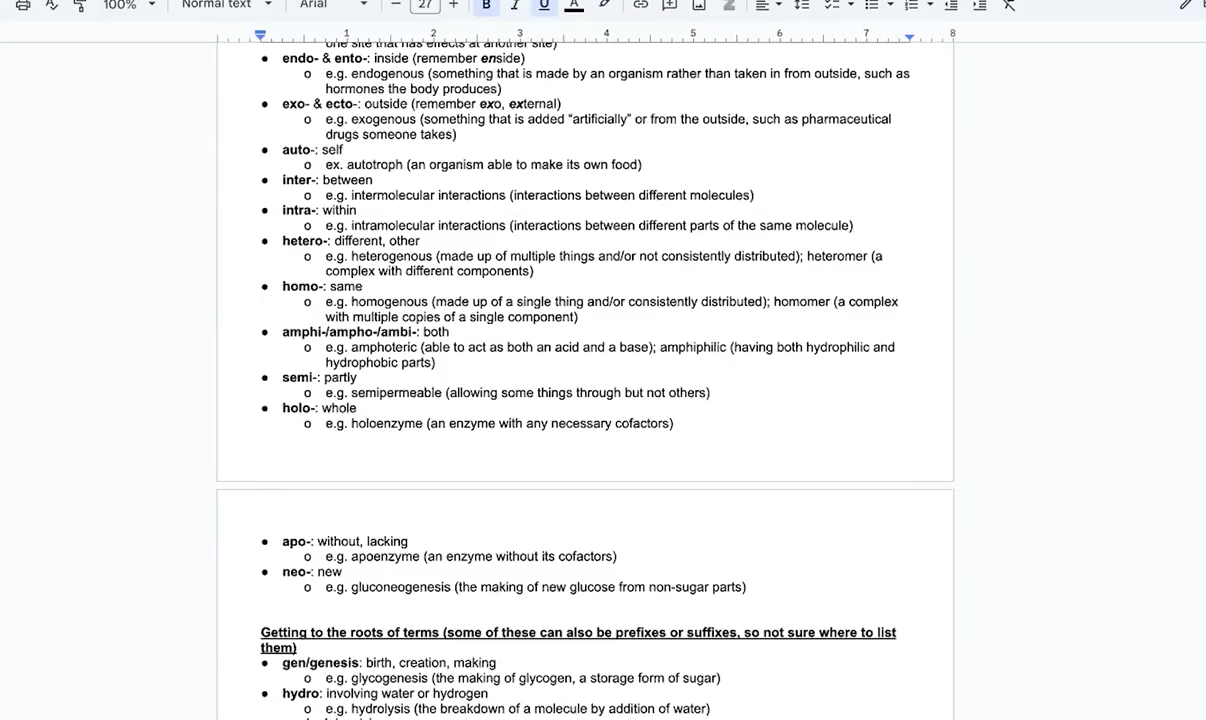 100% Normal text Arial 27 B I U A
1 2 3 4 5 6 7 8
one site that has effects at another site)
● endo- & ento-: inside (remember enside)
o e.g. endogenous (something that is made by an organism rather than taken in from outside, such as
hormones the body produces)
● exo- & ecto-: outside (remember exo, external)
o e.g. exogenous (something that is added “artificially” or from the outside, such as pharmaceutical
drugs someone takes)
● auto-: self
o ex. autotroph (an organism able to make its own food)
● inter-: between
o e.g. intermolecular interactions (interactions between different molecules)
● intra-: within
o e.g. intramolecular interactions (interactions between different parts of the same molecule)
● hetero-: different, other
o e.g. heterogenous (made up of multiple things and/or not consistently distributed); heteromer (a
complex with different components)
● homo-: same
o e.g. homogenous (made up of a single thing and/or consistently distributed); homomer (a complex
with multiple copies of a single component)
● amphi-/ampho-/ambi-: both
o e.g. amphoteric (able to act as both an acid and a base); amphiphilic (having both hydrophilic and
hydrophobic parts)
● semi-: partly
o e.g. semipermeable (allowing some things through but not others)
● holo-: whole
o e.g. holoenzyme (an enzyme with any necessary cofactors)
● apo-: without, lacking
o e.g. apoenzyme (an enzyme without its cofactors)
● neo-: new
o e.g. gluconeogenesis (the making of new glucose from non-sugar parts)
Getting to the roots of terms (some of these can also be prefixes or suffixes, so not sure where to list
them)
● gen/genesis: birth, creation, making
o e.g. glycogenesis (the making of glycogen, a storage form of sugar)
● hydro: involving water or hydrogen
o e.g. hydrolysis (the breakdown of a molecule by addition of water)